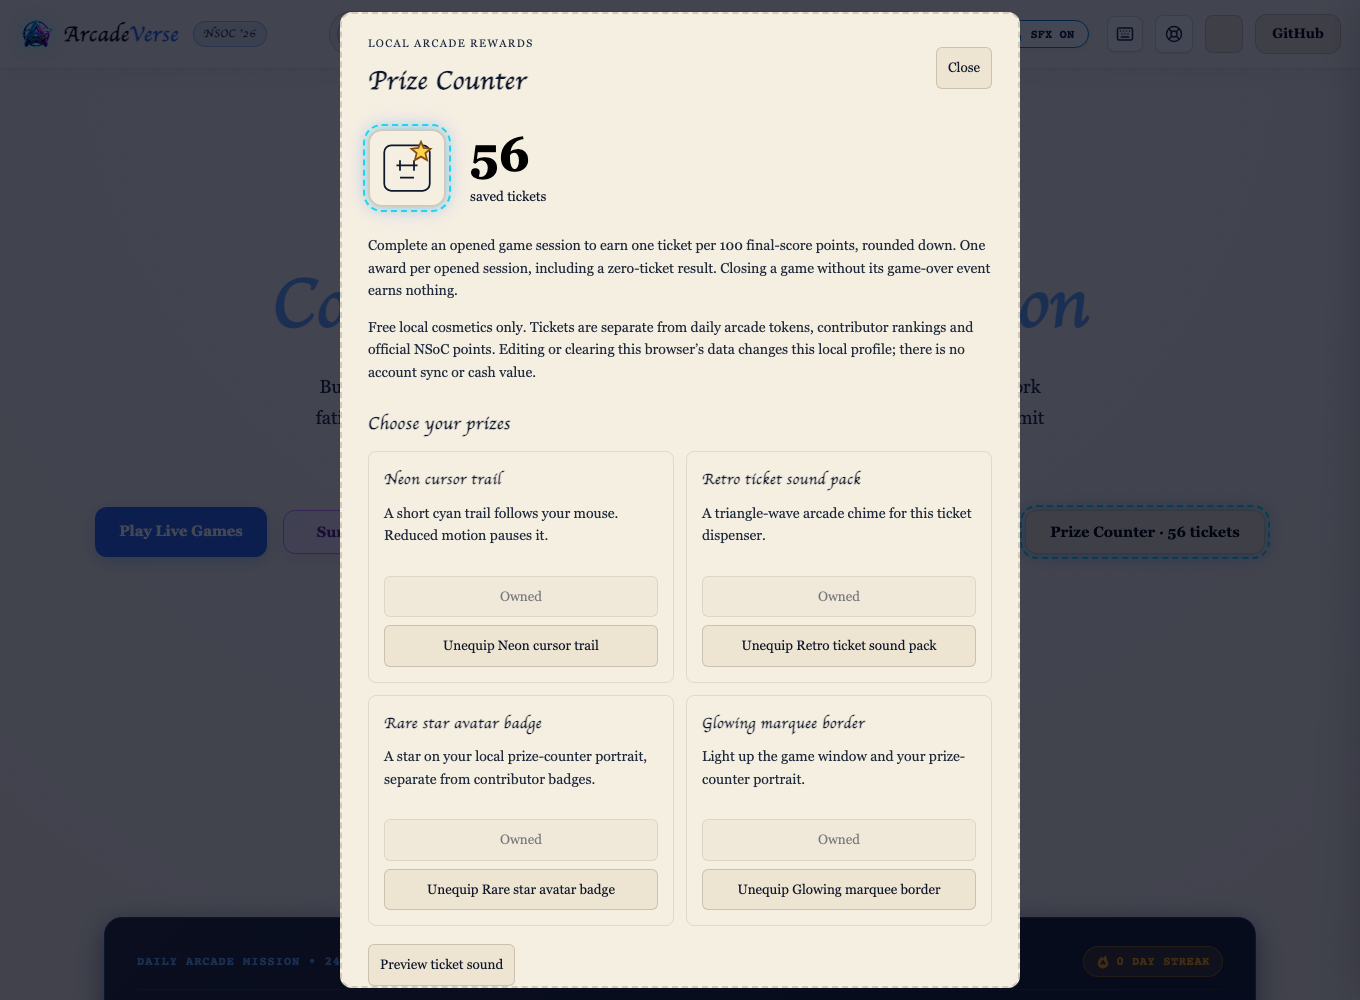 ArcadeVerse
NSOC '26
SFX ON
GitHub
LOCAL ARCADE REWARDS
Prize Counter
Close
56
saved tickets
Complete an opened game session to earn one ticket per 100 final-score points, rounded down. One
award per opened session, including a zero-ticket result. Closing a game without its game-over event
earns nothing.
Free local cosmetics only. Tickets are separate from daily arcade tokens, contributor rankings and
official NSoC points. Editing or clearing this browser's data changes this local profile; there is no
account sync or cash value.
Choose your prizes
Neon cursor trail
A short cyan trail follows your mouse.
Reduced motion pauses it.
Owned
Unequip Neon cursor trail
Retro ticket sound pack
A triangle-wave arcade chime for this ticket
dispenser.
Owned
Unequip Retro ticket sound pack
Rare star avatar badge
A star on your local prize-counter portrait,
separate from contributor badges.
Owned
Unequip Rare star avatar badge
Glowing marquee border
Light up the game window and your prize-
counter portrait.
Owned
Unequip Glowing marquee border
Preview ticket sound
Play Live Games
Prize Counter · 56 tickets
DAILY ARCADE MISSION • 24
0 DAY STREAK